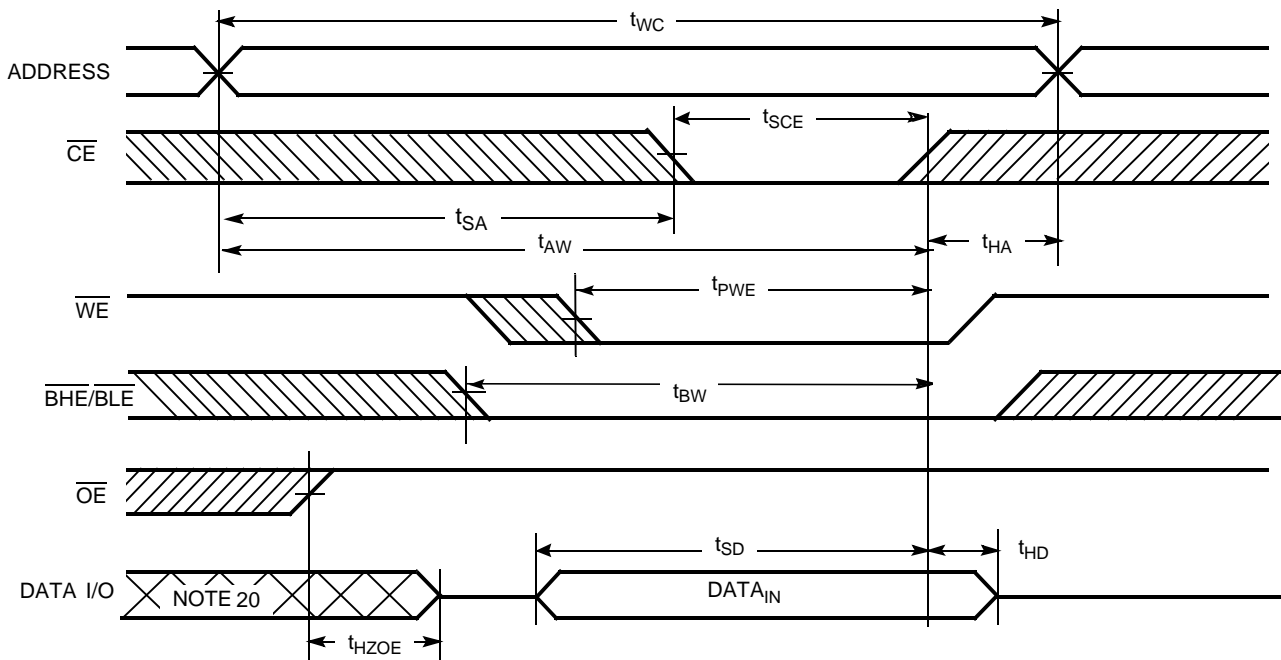 tWC
ADDRESS
tSCE
CE
tSA
tAW
tHA
tPWE
WE
BHE/BLE
tBW
OE
tSD
tHD
DATA I/O
NOTE 20
DATAIN
tHZOE